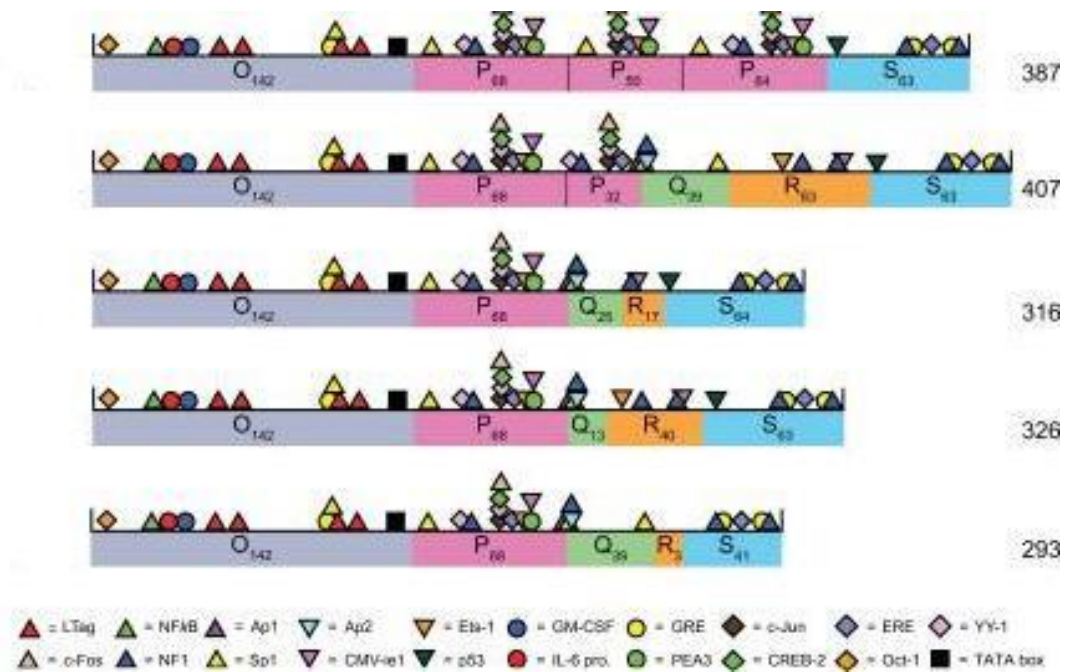 O142 P68 P50 P64 S63 387
O142 P68 P32 Q39 R63 S63 407
O142 P68 Q25 R17 S64 316
O142 P68 Q13 R40 S63 326
O142 P68 Q39 R3 S41 293
= LTag = NFkB = Ap1 = Ap2 = Ets-1 = GM-CSF = GRE = c-Jun = ERE = YY-1
= c-Fos = NF1 = Sp1 = CMV-ie1 = p53 = IL-6 pro. = PEA3 = CREB-2 = Oct-1 = TATA box